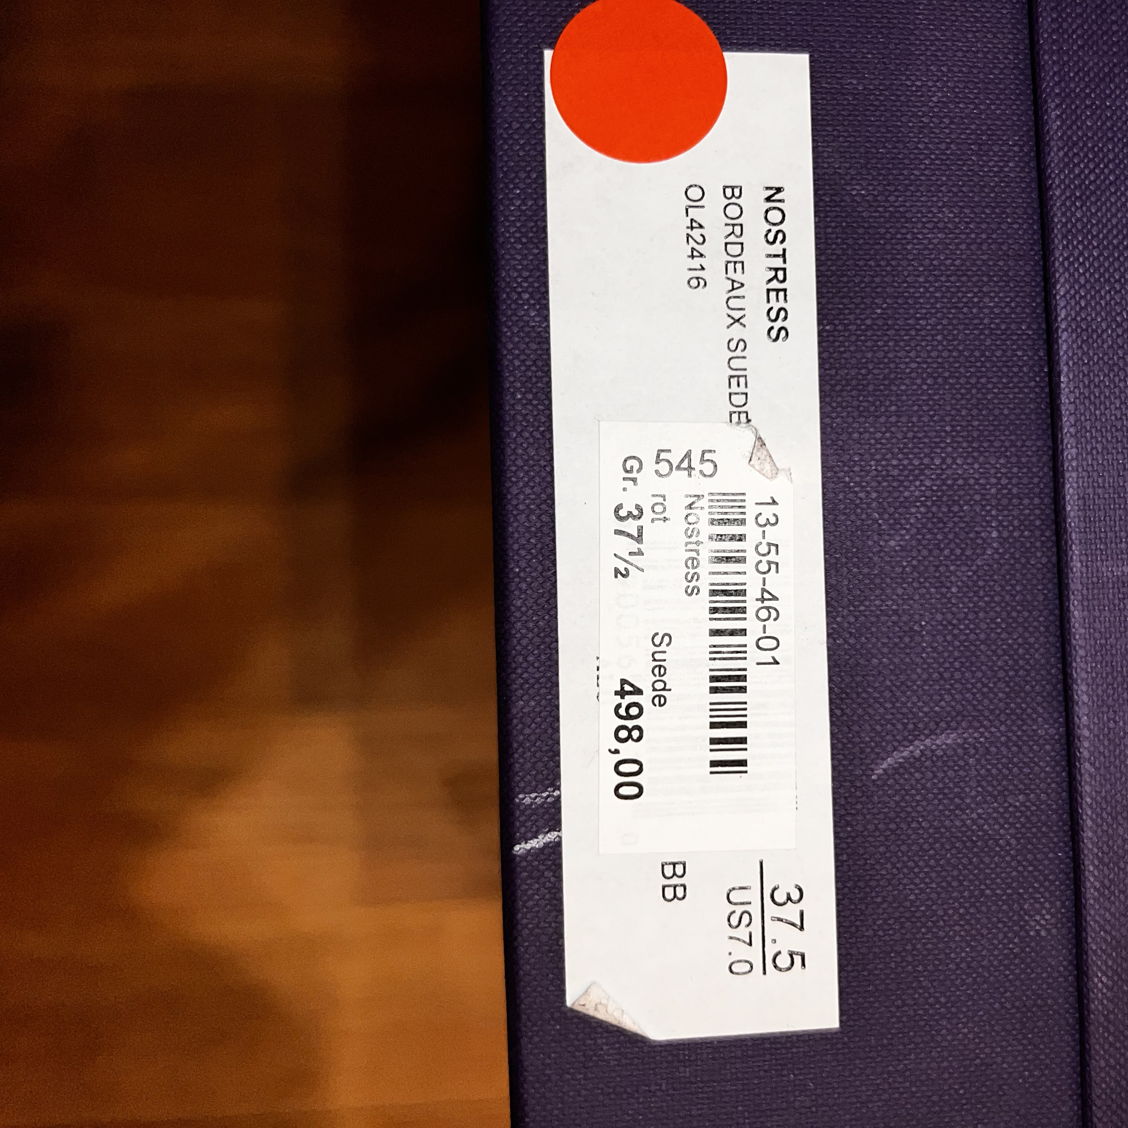 NOSTRESS
BORDEAUX SUEDE
OL42416
13-55-46-01
545
Nostress
rot Suede
Gr. 37½ 498,00
37.5
US7.0
BB